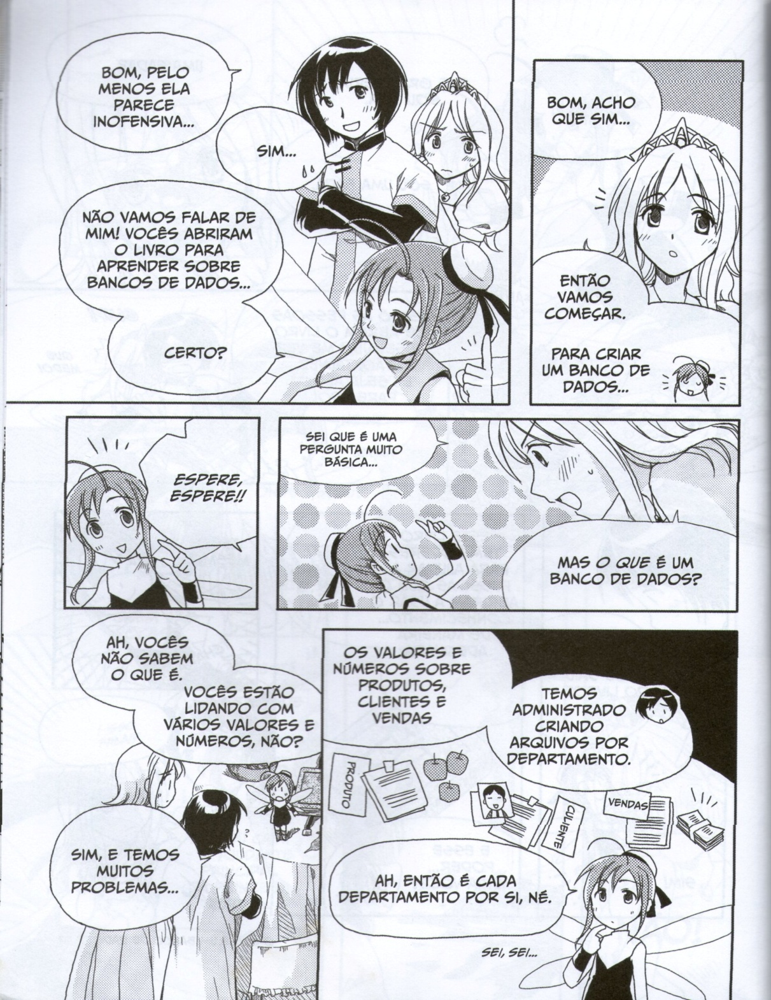 BOM, PELO
MENOS ELA
PARECE
INOFENSIVA...
SIM...
NÃO VAMOS FALAR DE
MIM! VOCÊS ABRIRAM
O LIVRO PARA
APRENDER SOBRE
BANCOS DE DADOS...
CERTO?
BOM, ACHO
QUE SIM...
ENTÃO
VAMOS
COMEÇAR.
PARA CRIAR
UM BANCO DE
DADOS...
ESPERE,
ESPERE!!
SEI QUE É UMA
PERGUNTA MUITO
BÁSICA...
MAS O QUE É UM
BANCO DE DADOS?
AH, VOCÊS
NÃO SABEM
O QUE É.
VOCÊS ESTÃO
LIDANDO COM
VÁRIOS VALORES E
NÚMEROS, NÃO?
?
SIM, E TEMOS
MUITOS
PROBLEMAS...
OS VALORES E
NÚMEROS SOBRE
PRODUTOS,
CLIENTES E
VENDAS
TEMOS
ADMINISTRADO
CRIANDO
ARQUIVOS POR
DEPARTAMENTO.
PRODUTO
CULIENTE
VENDAS
AH, ENTÃO É CADA
DEPARTAMENTO POR SI, NÉ.
SEI, SEI...